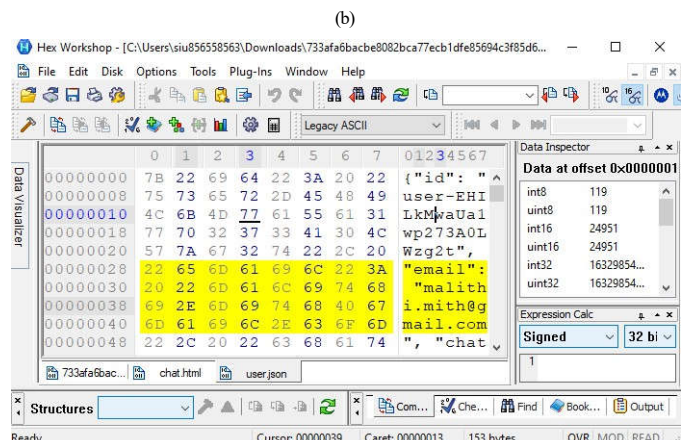 (b)
Hex Workshop - [C:\Users\siu856558563\Downloads\733afa6bacbe8082bca77ecb1dfe85694c3f85d6...
File Edit Disk Options Tools Plug-Ins Window Help
Legacy ASCII
Data Visualizer
0 1 2 3 4 5 6 7 01234567
00000000 7B 22 69 64 22 3A 20 22 {"id": "
00000008 75 73 65 72 2D 45 48 49 user-EHI
00000010 4C 6B 4D 77 61 55 61 31 LkMwaUa1
00000018 77 70 32 37 33 41 30 4C wp273A0L
00000020 57 7A 67 32 74 22 2C 20 Wzg2t",
00000028 22 65 6D 61 69 6C 22 3A "email":
00000030 20 22 6D 61 6C 69 74 68 "malith
00000038 69 2E 6D 69 74 68 40 67 i.mith@g
00000040 6D 61 69 6C 2E 63 6F 6D mail.com
00000048 22 2C 20 22 63 68 61 74 ", "chat
Data Inspector
Data at offset 0x0000001
int8 119
uint8 119
int16 24951
uint16 24951
int32 16329854...
uint32 16329854...
Expression Calc
Signed 32 bi
1
733afa6bac... chat.html user.json
Structures
Com... Che... Find Book... Output
Ready Cursor: 00000039 Caret: 00000013 153 bytes OVR MOD READ